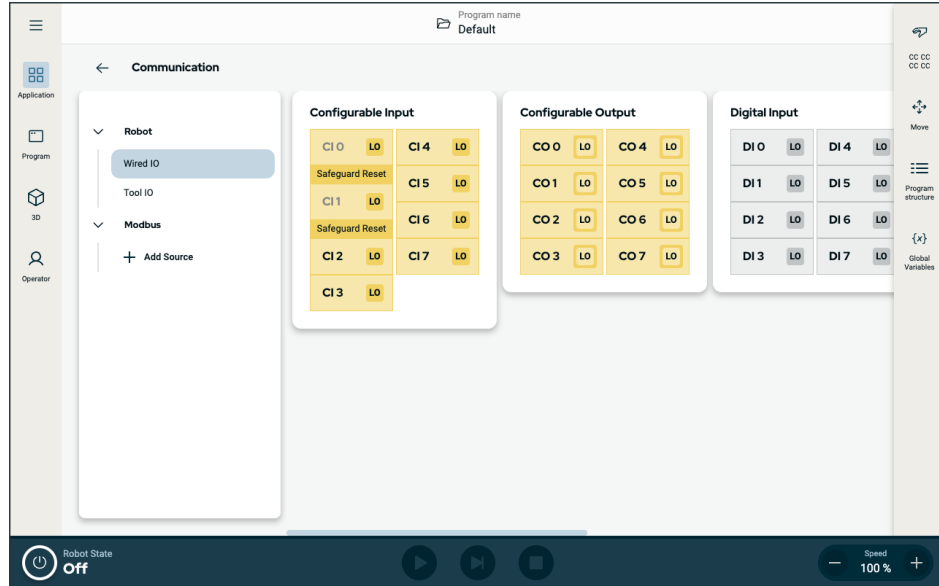 Program name
Default
Communication
Application
Program
3D
Operator
Robot
Wired IO
Tool IO
Modbus
Add Source
Configurable Input
CI 0 LO CI 4 LO
Safeguard Reset
CI 5 LO
CI 1 LO
CI 6 LO
Safeguard Reset
CI 2 LO CI 7 LO
CI 3 LO
Configurable Output
CO 0 LO CO 4 LO
CO 1 LO CO 5 LO
CO 2 LO CO 6 LO
CO 3 LO CO 7 LO
Digital Input
DI 0 LO DI 4 LO
DI 1 LO DI 5 LO
DI 2 LO DI 6 LO
DI 3 LO DI 7 LO
CC CC
CC CC
Move
Program
structure
{x}
Global
Variables
Robot State
Off
Speed
100 %